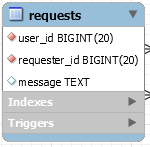 requests
user_id BIGINT(20)
requester_id BIGINT(20)
message TEXT
Indexes
Triggers